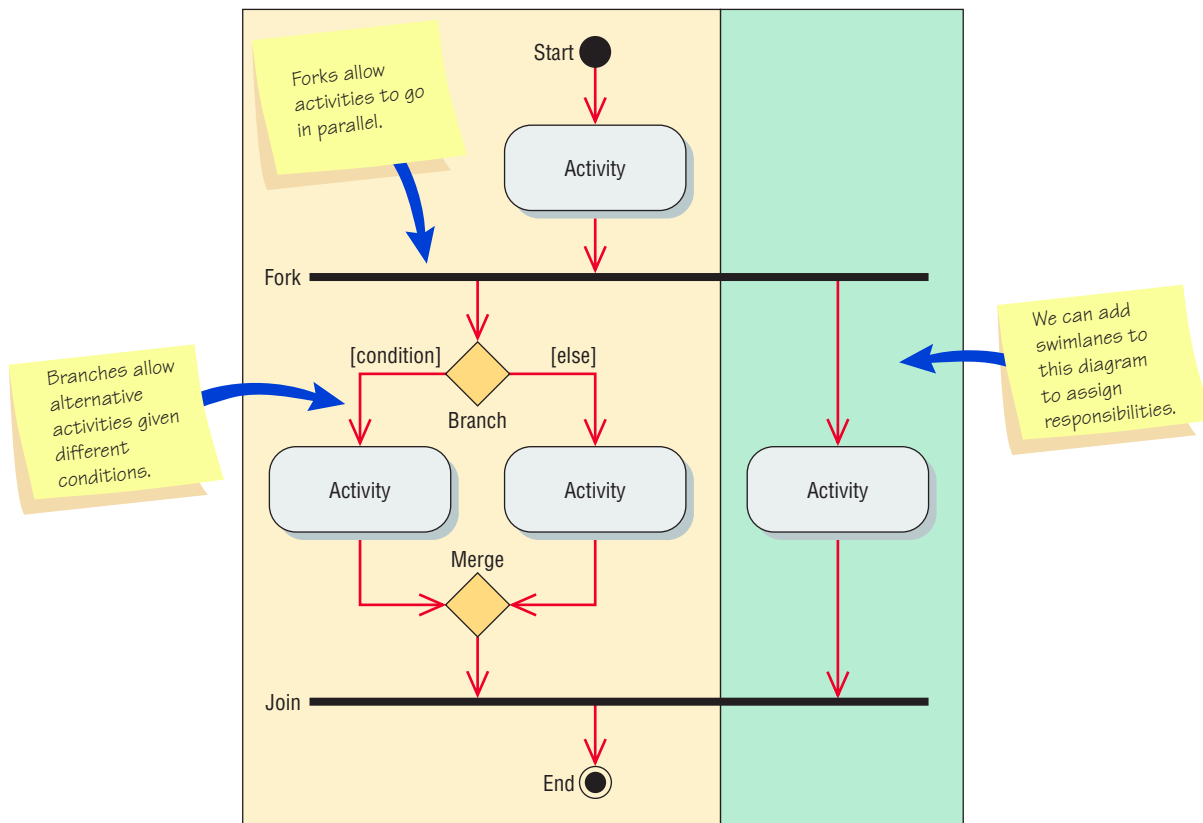 Start
Forks allow
activities to go
in parallel.
Activity
Fork
[condition]
[else]
Branch
We can add
swimlanes to
this diagram
to assign
responsibilities.
Branches allow
alternative
activities given
different
conditions.
Activity
Activity
Activity
Merge
Join
End